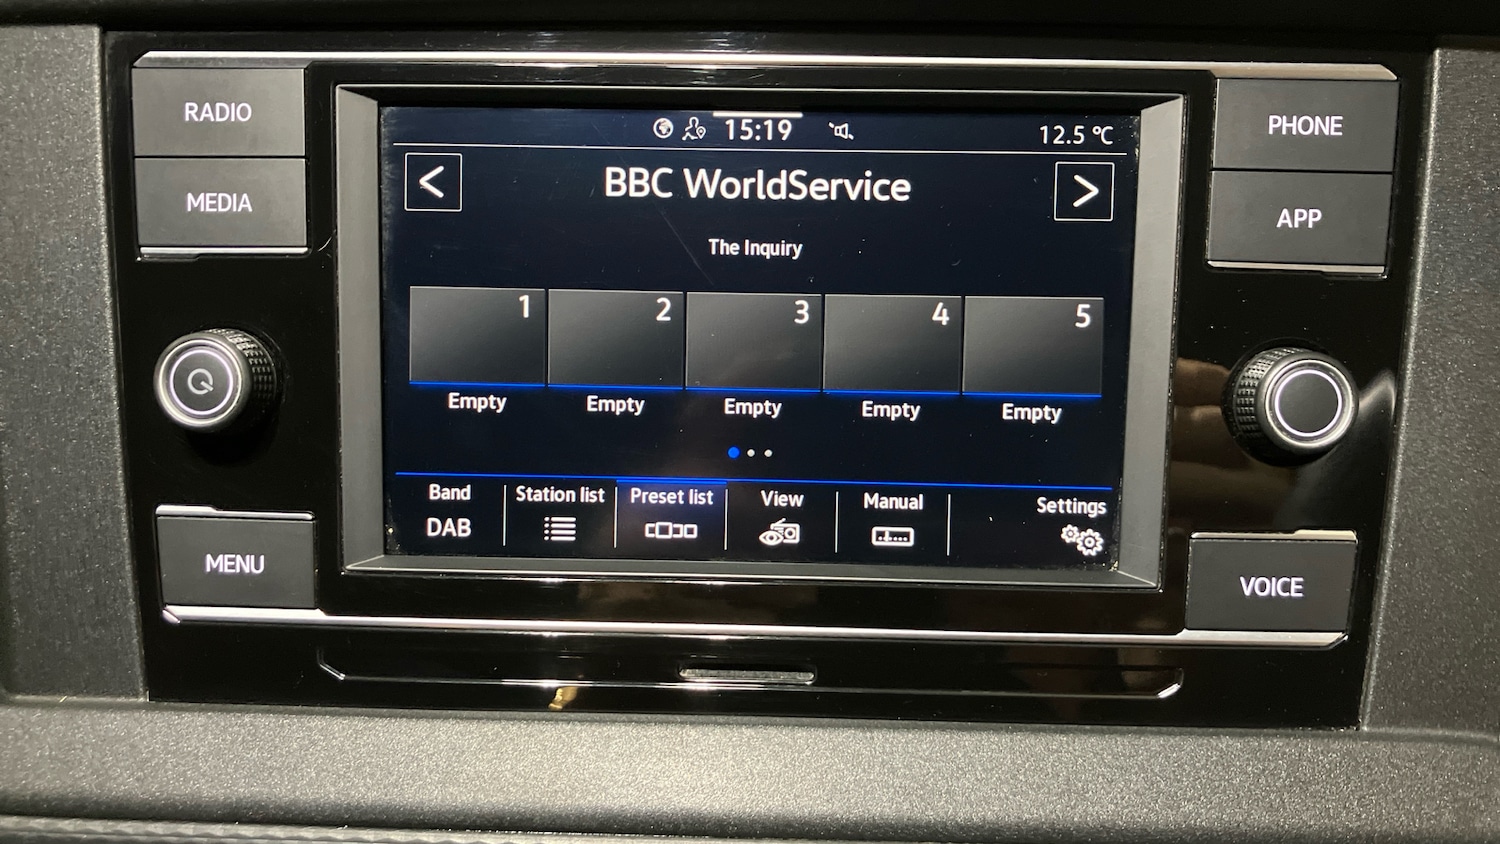 RADIO
MEDIA
MENU
15:19
12.5 °C
<
BBC WorldService
>
The Inquiry
1
2
3
4
5
Empty
Empty
Empty
Empty
Empty
Band
Station list
Preset list
View
Manual
Settings
DAB
PHONE
APP
VOICE